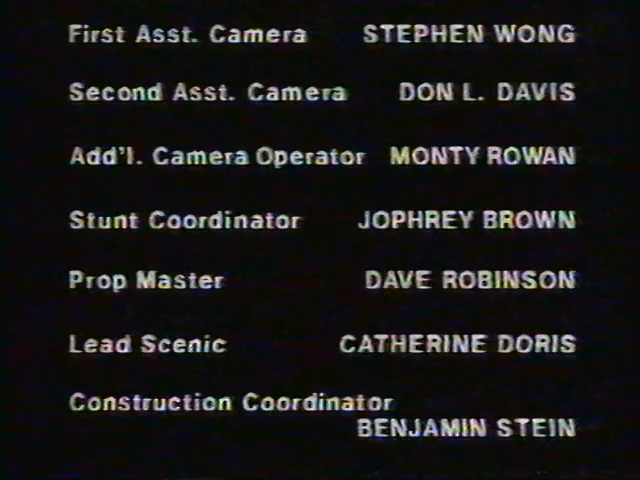 First Asst. Camera STEPHEN WONG
Second Asst. Camera DON L. DAVIS
Add'l. Camera Operator MONTY ROWAN
Stunt Coordinator JOPHREY BROWN
Prop Master DAVE ROBINSON
Lead Scenic CATHERINE DORIS
Construction Coordinator
BENJAMIN STEIN